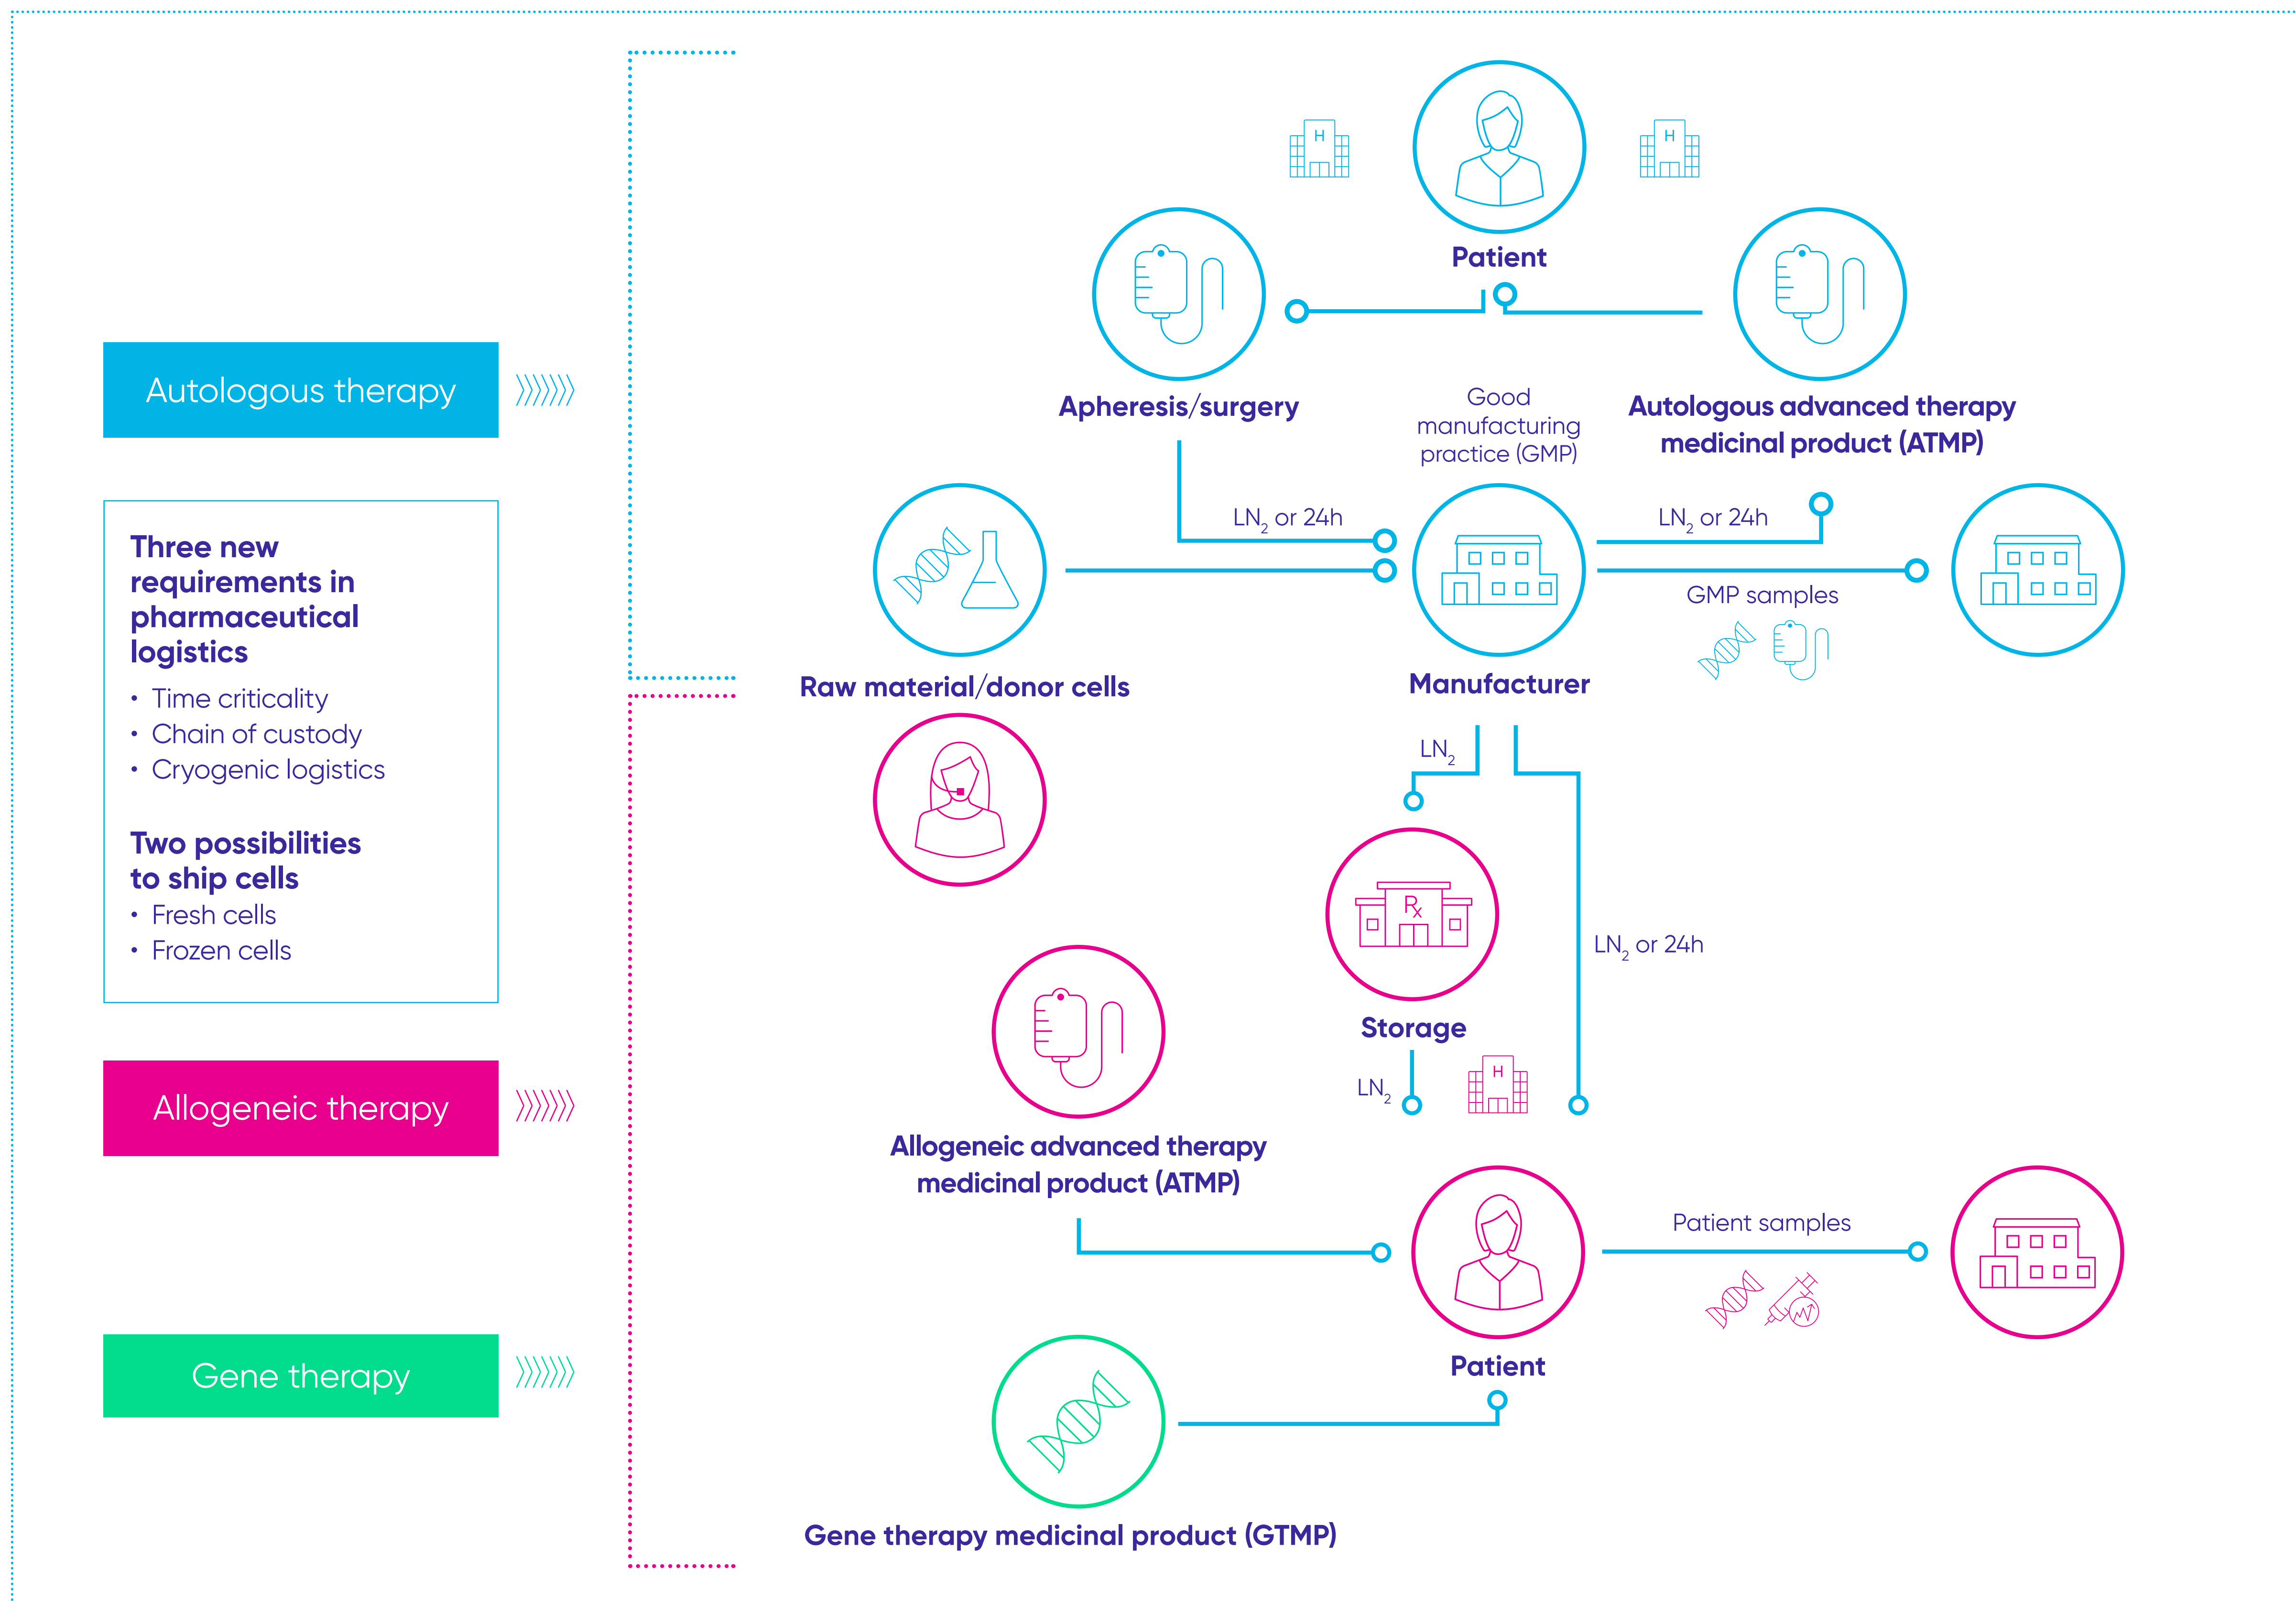 Autologous therapy
Three new
requirements in
pharmaceutical
logistics
• Time criticality
• Chain of custody
• Cryogenic logistics
Two possibilities
to ship cells
• Fresh cells
• Frozen cells
Allogeneic therapy
Gene therapy
H
H
Patient
Apheresis/surgery
Good
manufacturing
practice (GMP)
Autologous advanced therapy
medicinal product (ATMP)
LN₂ or 24h
LN₂ or 24h
GMP samples
Raw material/donor cells
Manufacturer
LN₂
Rx
LN₂ or 24h
Storage
LN₂
H
Allogeneic advanced therapy
medicinal product (ATMP)
Patient samples
Patient
Gene therapy medicinal product (GTMP)